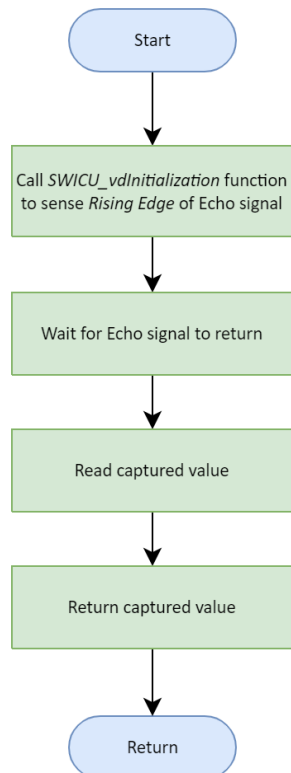 Start
Call SWICU_vdInitialization function
to sense Rising Edge of Echo signal
Wait for Echo signal to return
Read captured value
Return captured value
Return